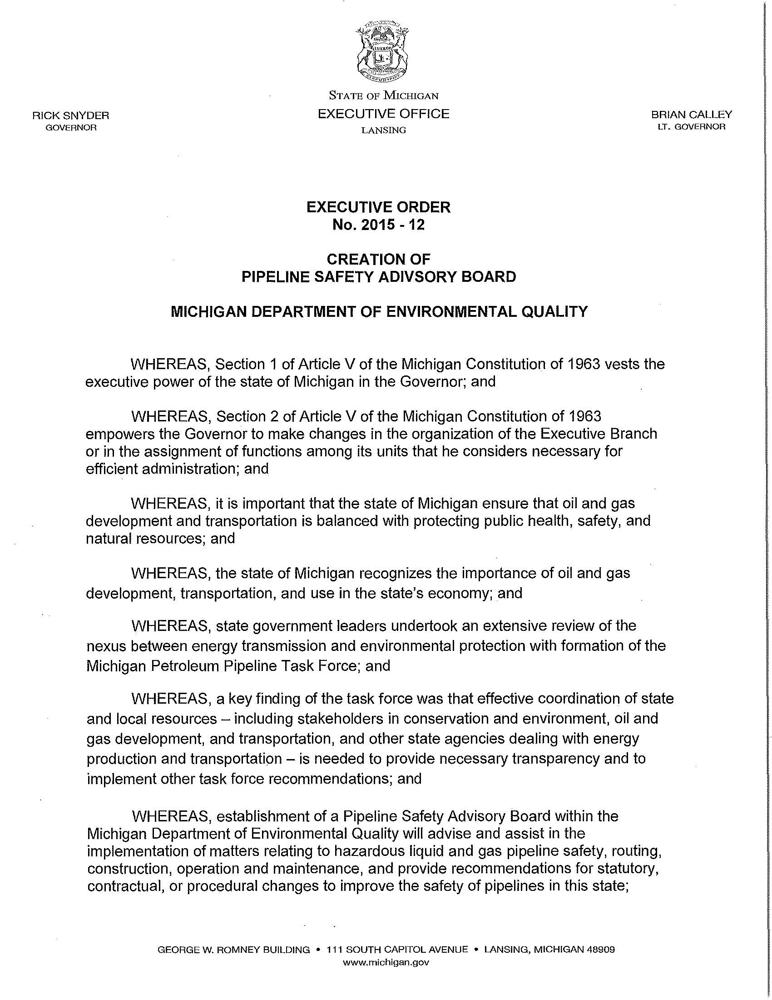 TUEBOR
CIRCUMSPICE
STATE OF MICHIGAN
RICK SNYDER EXECUTIVE OFFICE BRIAN CALLEY
GOVERNOR LANSING LT. GOVERNOR
EXECUTIVE ORDER
No. 2015 - 12
CREATION OF
PIPELINE SAFETY ADIVSORY BOARD
MICHIGAN DEPARTMENT OF ENVIRONMENTAL QUALITY
WHEREAS, Section 1 of Article V of the Michigan Constitution of 1963 vests the
executive power of the state of Michigan in the Governor; and
WHEREAS, Section 2 of Article V of the Michigan Constitution of 1963
empowers the Governor to make changes in the organization of the Executive Branch
or in the assignment of functions among its units that he considers necessary for
efficient administration; and
WHEREAS, it is important that the state of Michigan ensure that oil and gas
development and transportation is balanced with protecting public health, safety, and
natural resources; and
WHEREAS, the state of Michigan recognizes the importance of oil and gas
development, transportation, and use in the state's economy; and
WHEREAS, state government leaders undertook an extensive review of the
nexus between energy transmission and environmental protection with formation of the
Michigan Petroleum Pipeline Task Force; and
WHEREAS, a key finding of the task force was that effective coordination of state
and local resources – including stakeholders in conservation and environment, oil and
gas development, and transportation, and other state agencies dealing with energy
production and transportation – is needed to provide necessary transparency and to
implement other task force recommendations; and
WHEREAS, establishment of a Pipeline Safety Advisory Board within the
Michigan Department of Environmental Quality will advise and assist in the
implementation of matters relating to hazardous liquid and gas pipeline safety, routing,
construction, operation and maintenance, and provide recommendations for statutory,
contractual, or procedural changes to improve the safety of pipelines in this state;
GEORGE W. ROMNEY BUILDING • 111 SOUTH CAPITOL AVENUE • LANSING, MICHIGAN 48909
www.michigan.gov